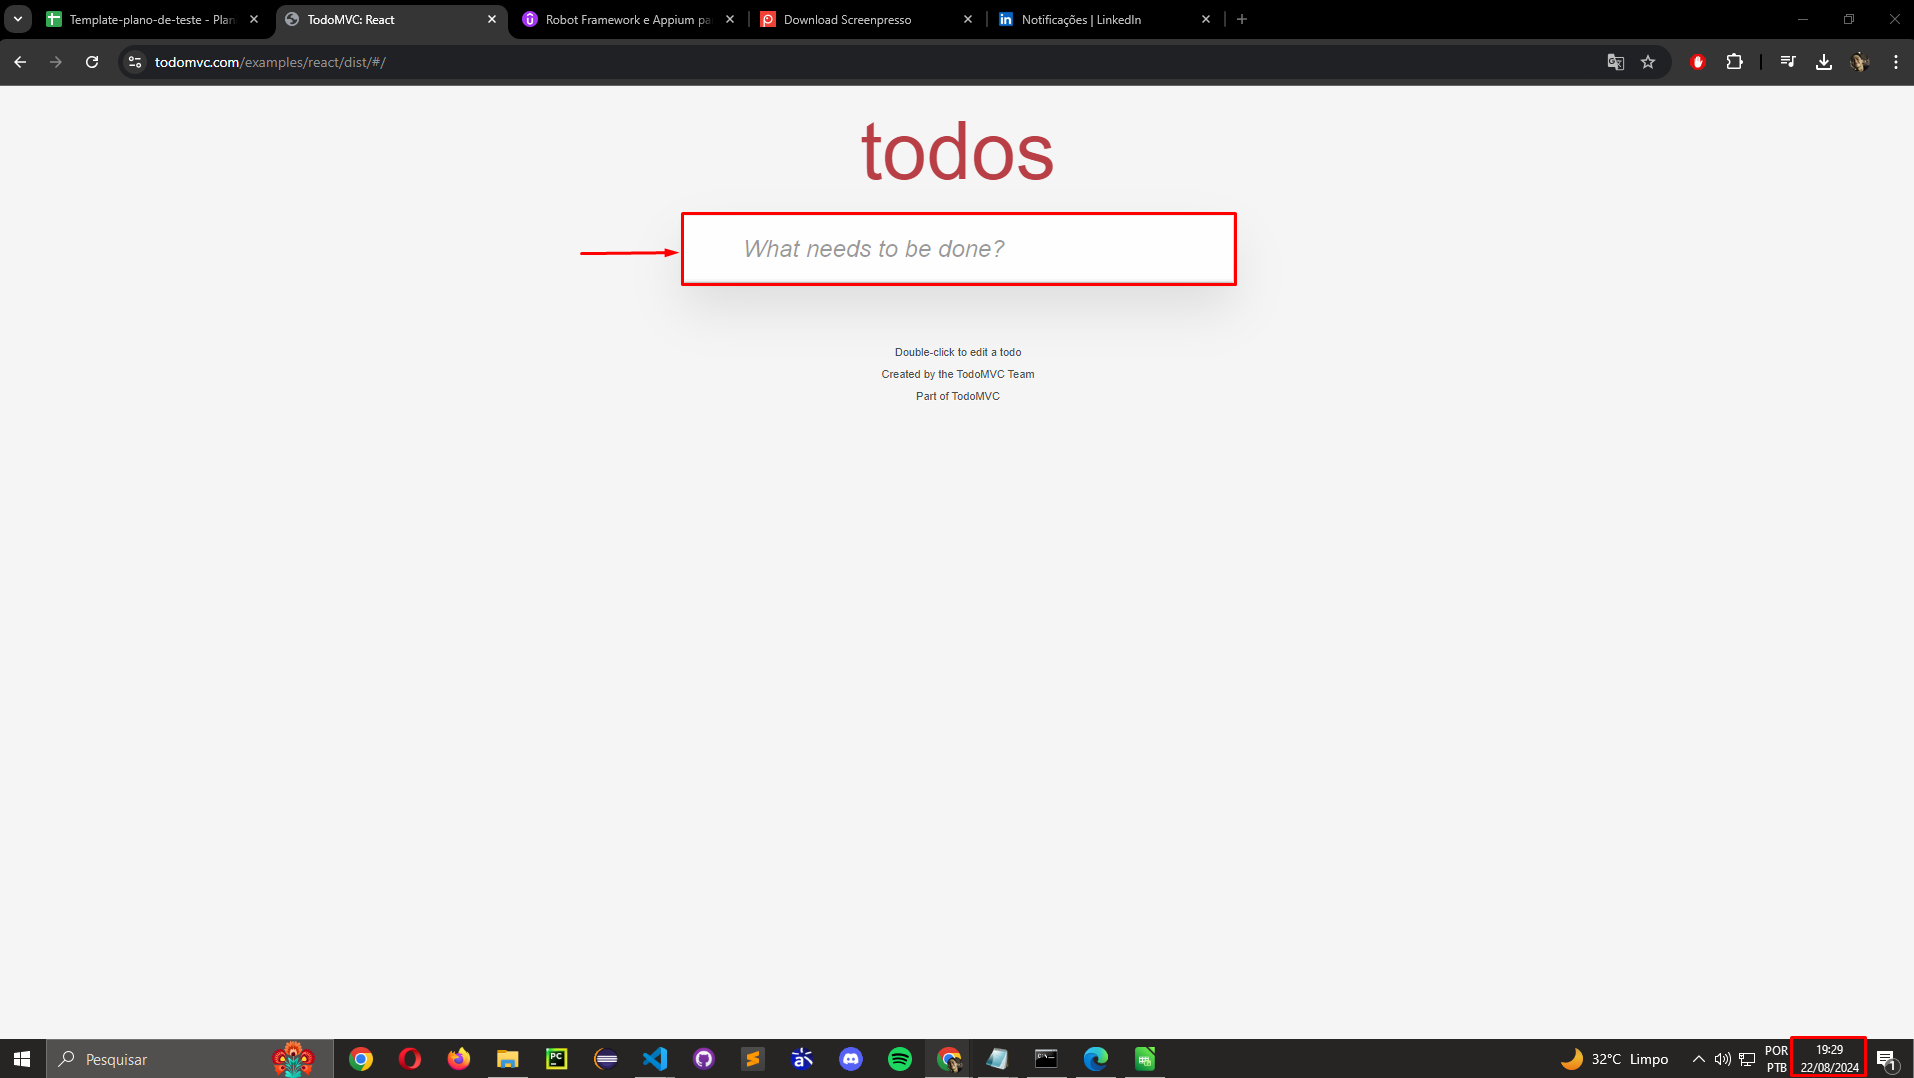 Template-plano-de-teste - Plan
TodoMVC: React
Robot Framework e Appium pa
Download Screenpresso
Notificações | LinkedIn
todomvc.com/examples/react/dist/#/
todos
What needs to be done?
Double-click to edit a todo
Created by the TodoMVC Team
Part of TodoMVC
Pesquisar
32°C Limpo
POR
PTB
19:29
22/08/2024
1